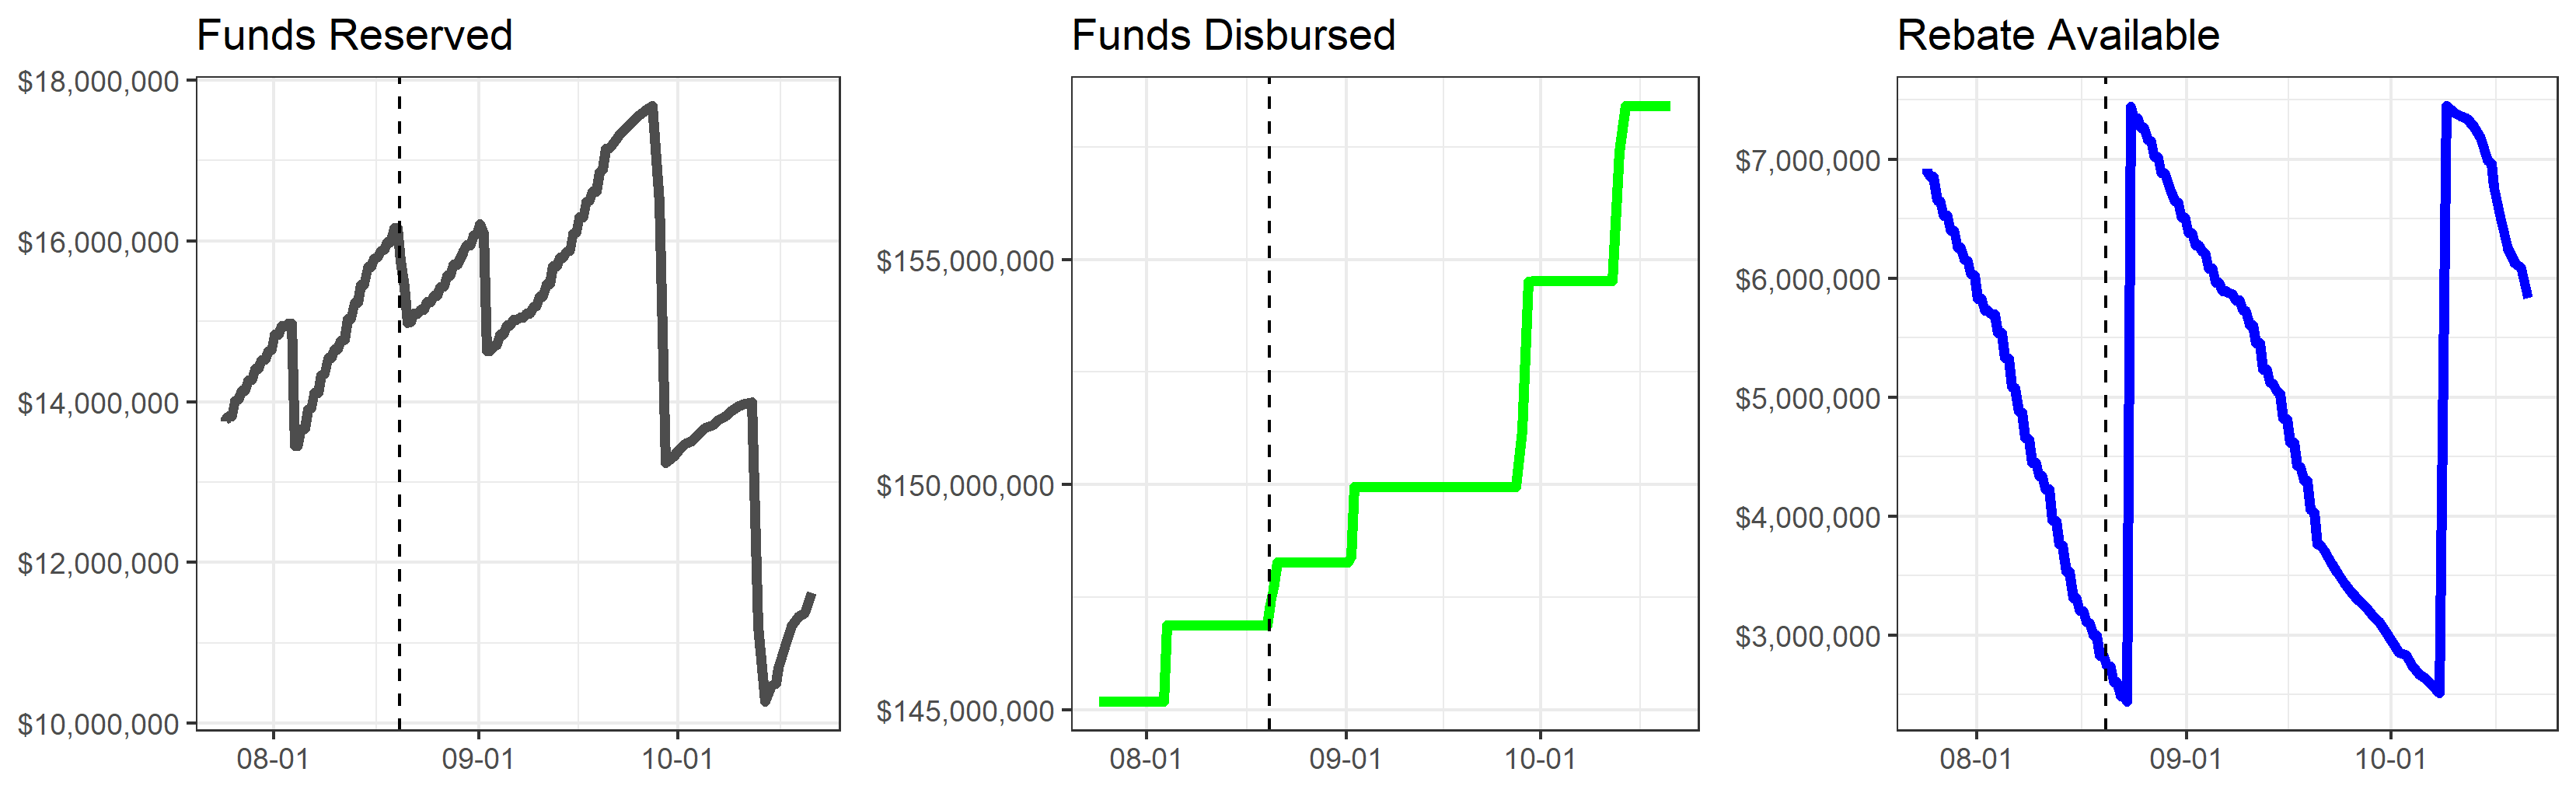 Funds Reserved
$18,000,000
$16,000,000
$14,000,000
$12,000,000
$10,000,000
08-01 09-01 10-01
Funds Disbursed
$155,000,000
$150,000,000
$145,000,000
08-01 09-01 10-01
Rebate Available
$7,000,000
$6,000,000
$5,000,000
$4,000,000
$3,000,000
08-01 09-01 10-01